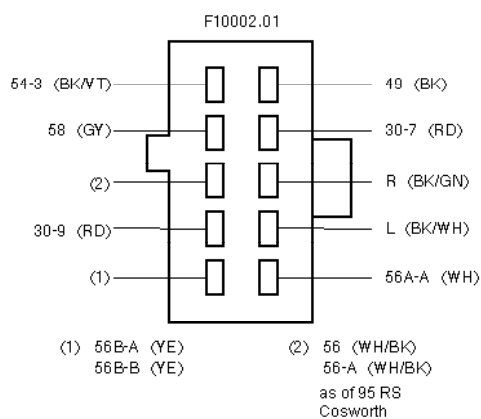 F10002.01
54-3 (BK/VT) 49 (BK)
58 (GY) 30-7 (RD)
(2) R (BK/GN)
30-9 (RD) L (BK/WH)
(1) 56A-A (WH)
(1) 56B-A (YE) (2) 56 (WH/BK)
56B-B (YE) 56-A (WH/BK)
as of 95 RS
Cosworth